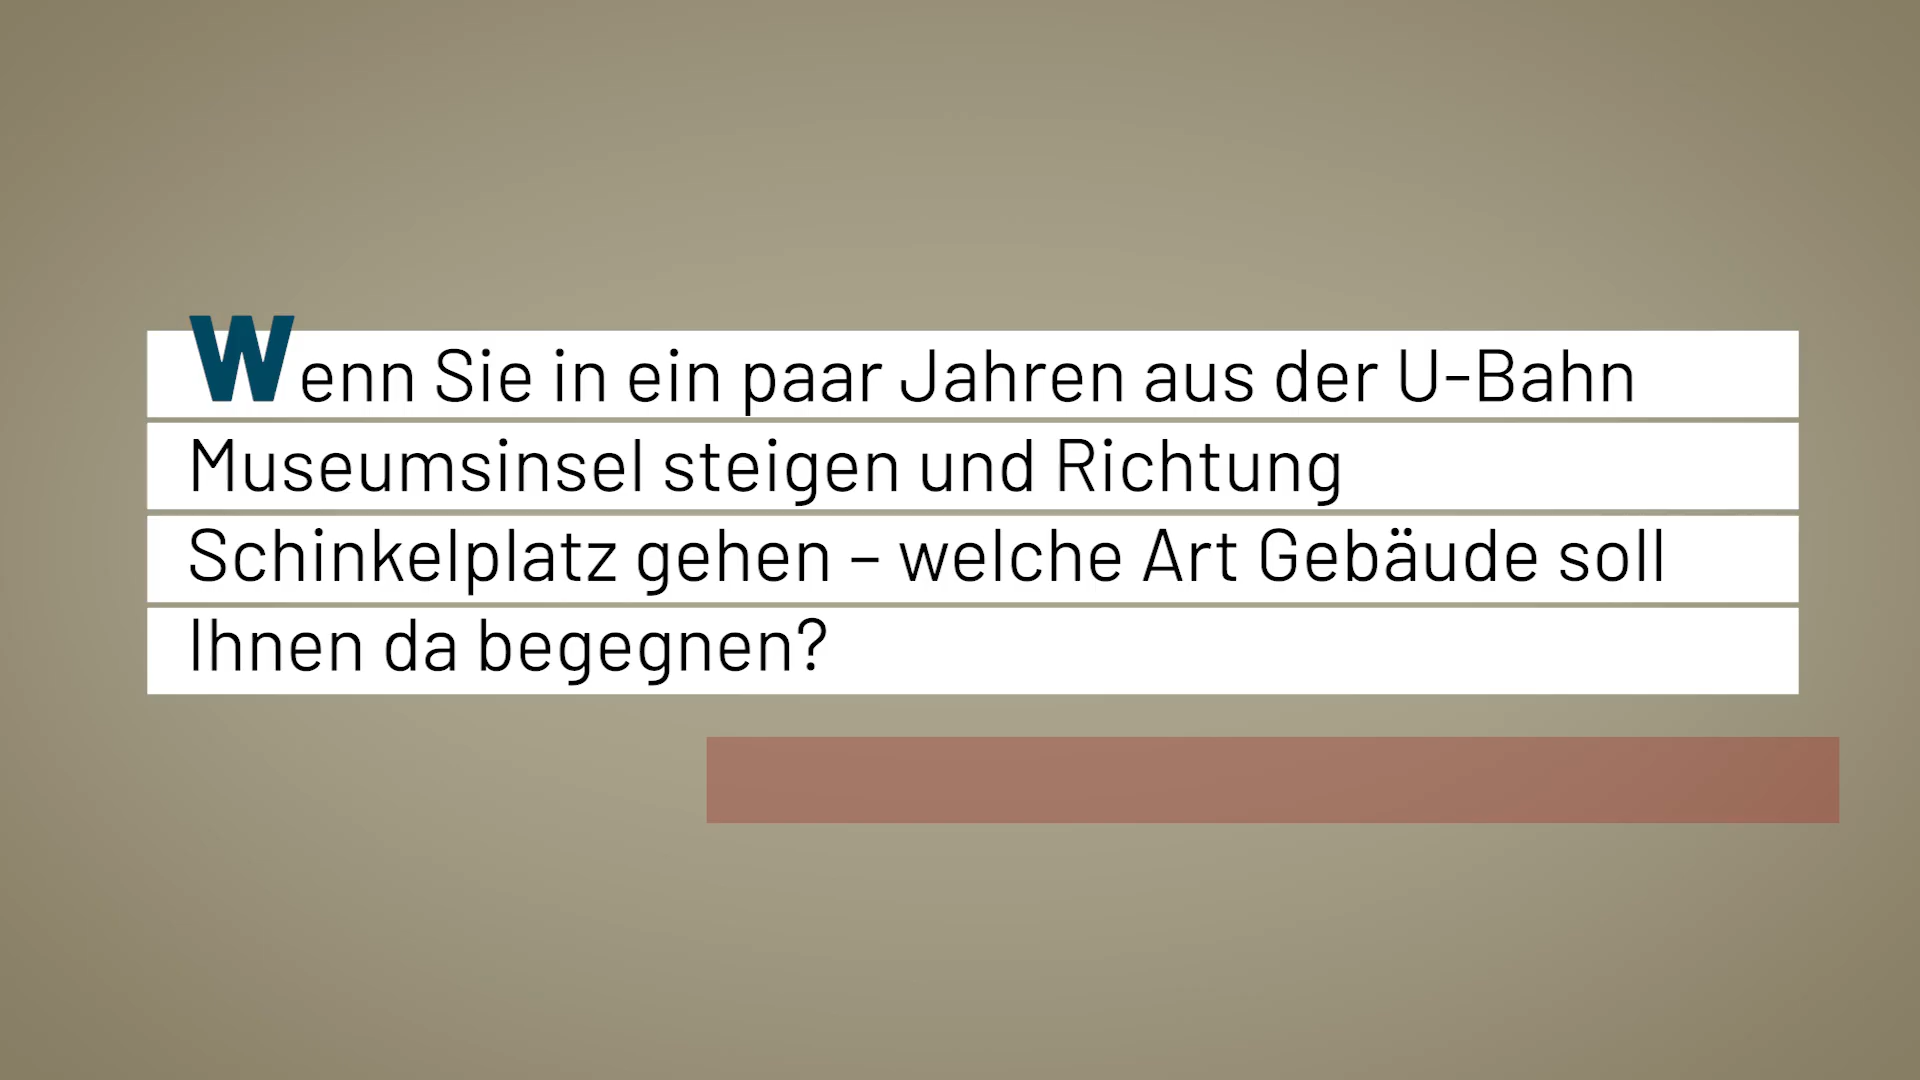 Wenn Sie in ein paar Jahren aus der U-Bahn
Museumsinsel steigen und Richtung
Schinkelplatz gehen – welche Art Gebäude soll
Ihnen da begegnen?